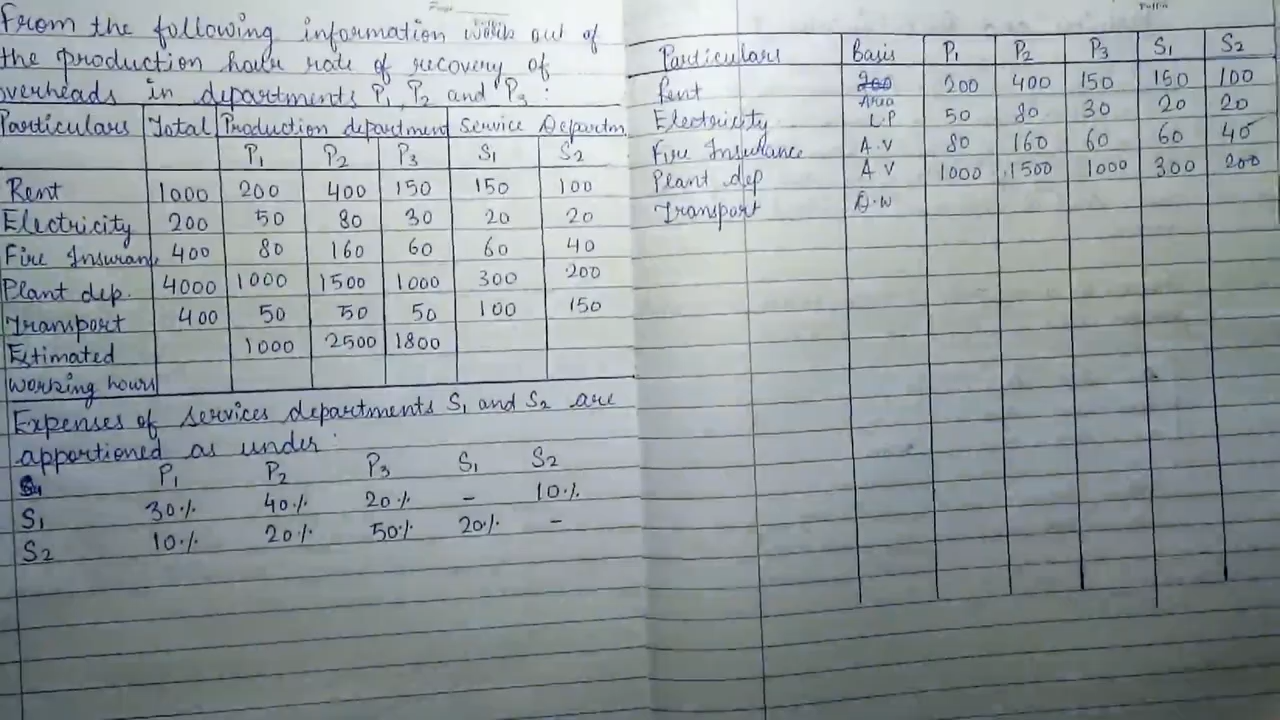 From the following information work out of
the production hour rate of recovery of
overheads in departments P1, P2 and P3 :
Particulars Total Production department Service Departm
P1 P2 P3 S1 S2
Rent 1000 200 400 150 150 100
Electricity 200 50 80 30 20 20
Fire Insuran 400 80 160 60 60 40
Plant dep. 4000 1000 1500 1000 300 200
Transport 400 50 50 50 100 150
Estimated 1000 2500 1800
working hours
Expenses of services departments S1 and S2 are
apportioned as under :
P1 P2 P3 S1 S2
S1 30% 40% 20% - 10%
S2 10% 20% 50% 20% -
Particulars Basis P1 P2 P3 S1 S2
Rent Area 200 400 150 150 100
Electricity L.P 50 80 30 20 20
Fire Insurance A.V 80 160 60 60 40
Plant dep A V 1000 1500 1000 300 200
Transport D.W